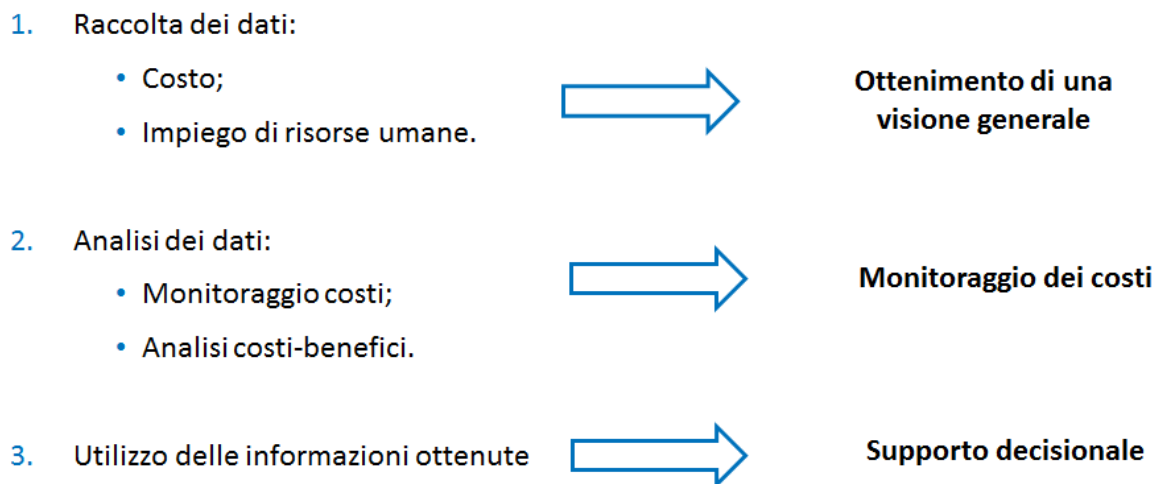 1. Raccolta dei dati:
• Costo;
• Impiego di risorse umane.
Ottenimento di una
visione generale
2. Analisi dei dati:
• Monitoraggio costi;
• Analisi costi-benefici.
Monitoraggio dei costi
3. Utilizzo delle informazioni ottenute
Supporto decisionale